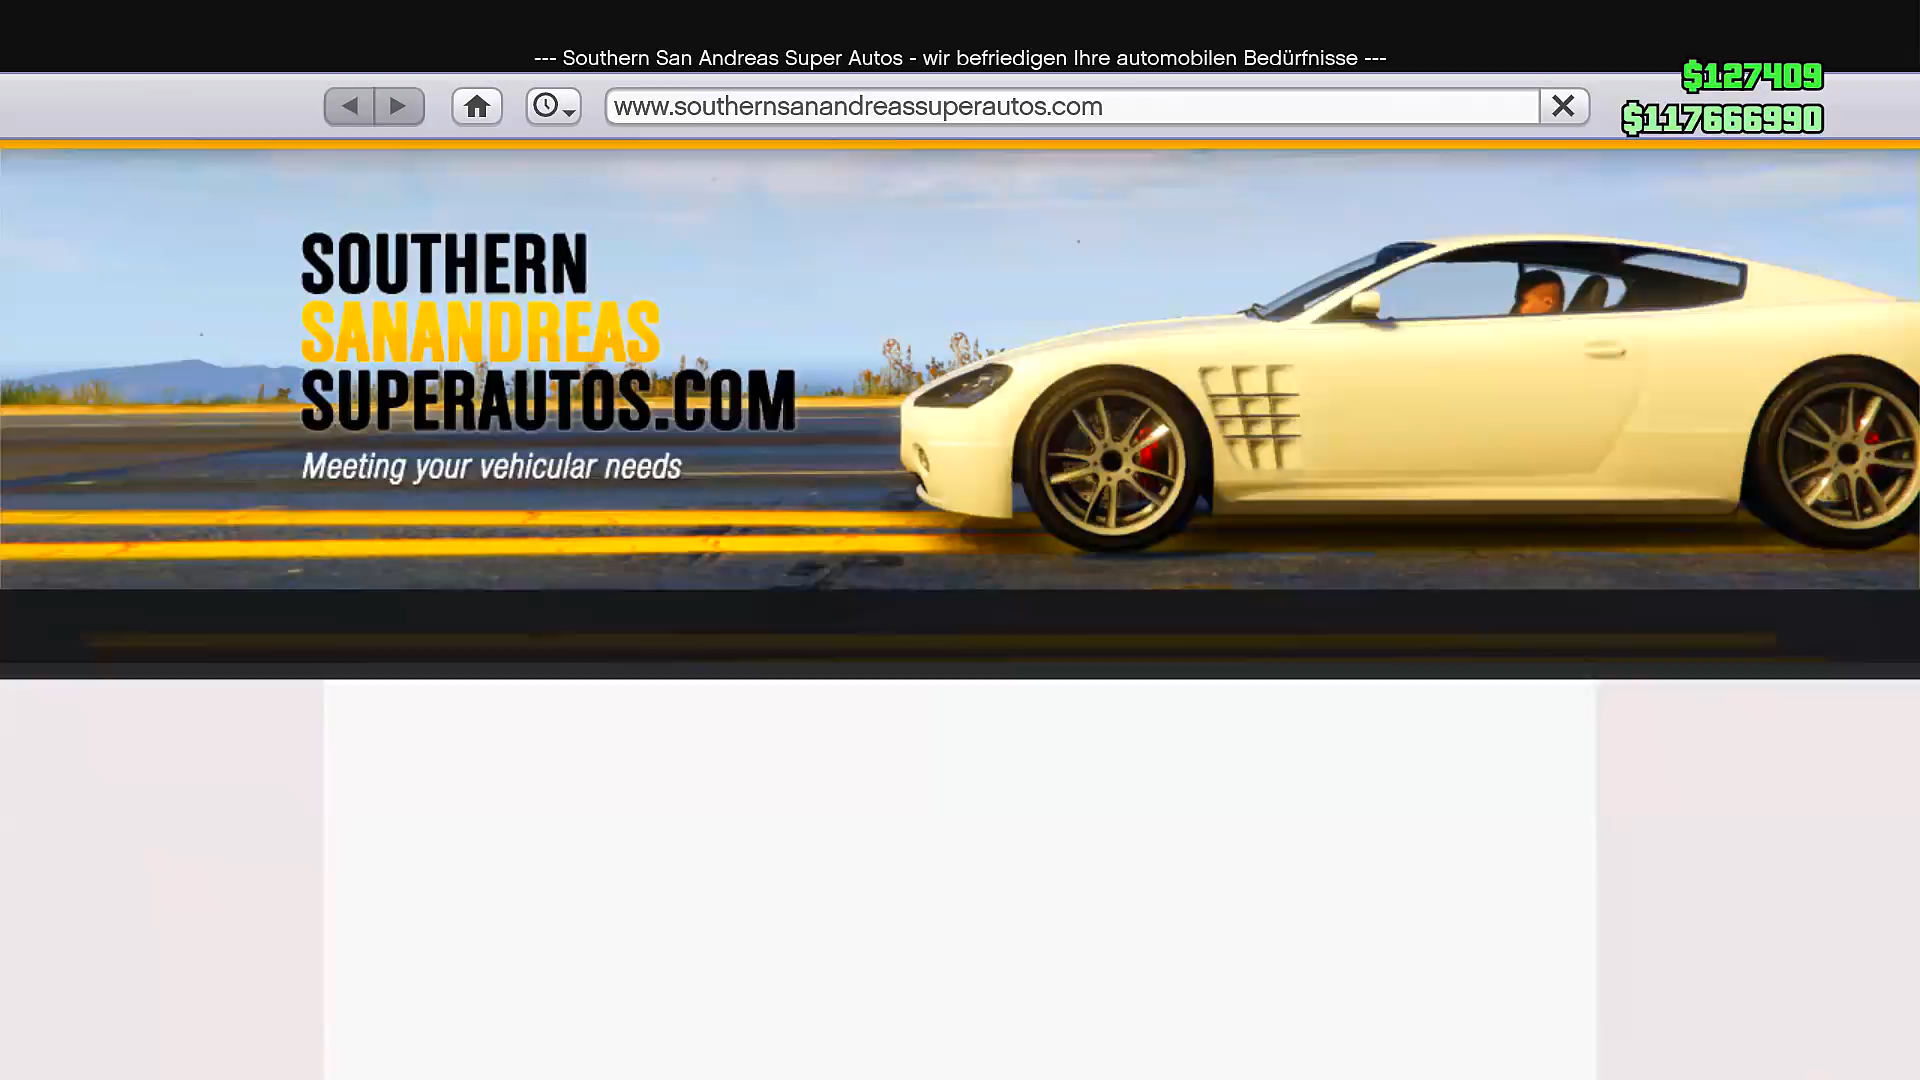 --- Southern San Andreas Super Autos - wir befriedigen Ihre automobilen Bedürfnisse ---
www.southernsanandreassuperautos.com
$127409
$117666990
SOUTHERN
SANANDREAS
SUPERAUTOS.COM
Meeting your vehicular needs